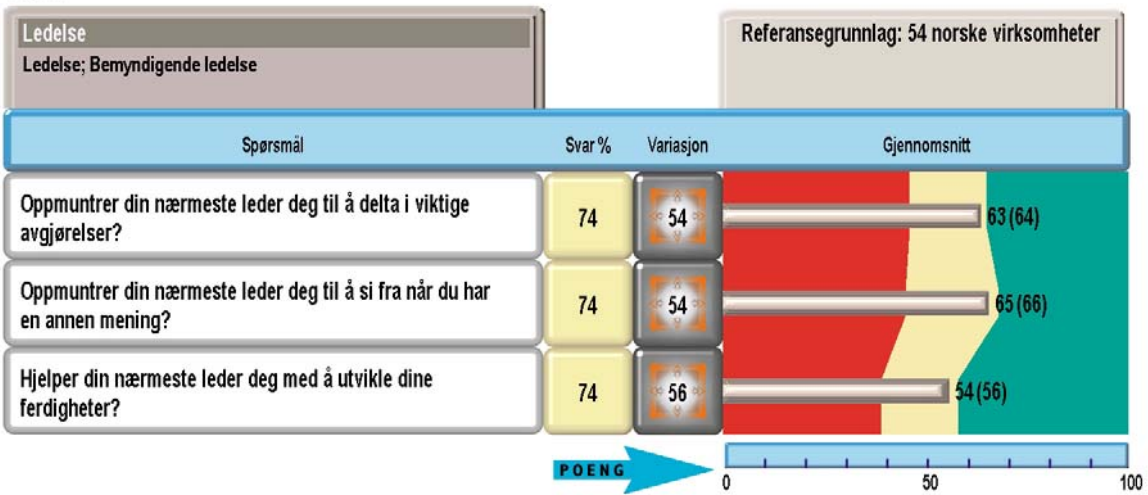 Ledelse
Ledelse; Bemyndigende ledelse
Referansegrunnlag: 54 norske virksomheter
Spørsmål Svar % Variasjon Gjennomsnitt
Oppmuntrer din nærmeste leder deg til å delta i viktige
avgjørelser?
74 54 63 (64)
Oppmuntrer din nærmeste leder deg til å si fra når du har
en annen mening?
74 54 65 (66)
Hjelper din nærmeste leder deg med å utvikle dine
ferdigheter?
74 56 54 (56)
POENG
0 50 100